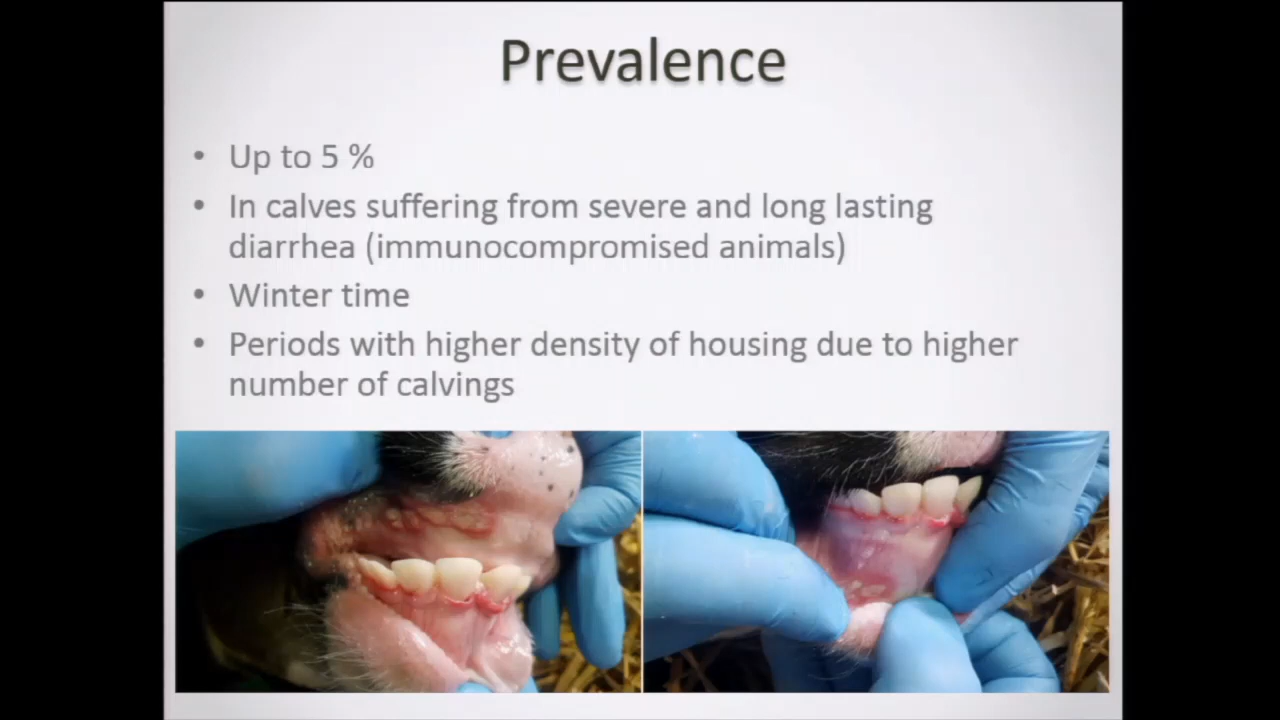 Prevalence
• Up to 5 %
• In calves suffering from severe and long lasting
diarrhea (immunocompromised animals)
• Winter time
• Periods with higher density of housing due to higher
number of calvings